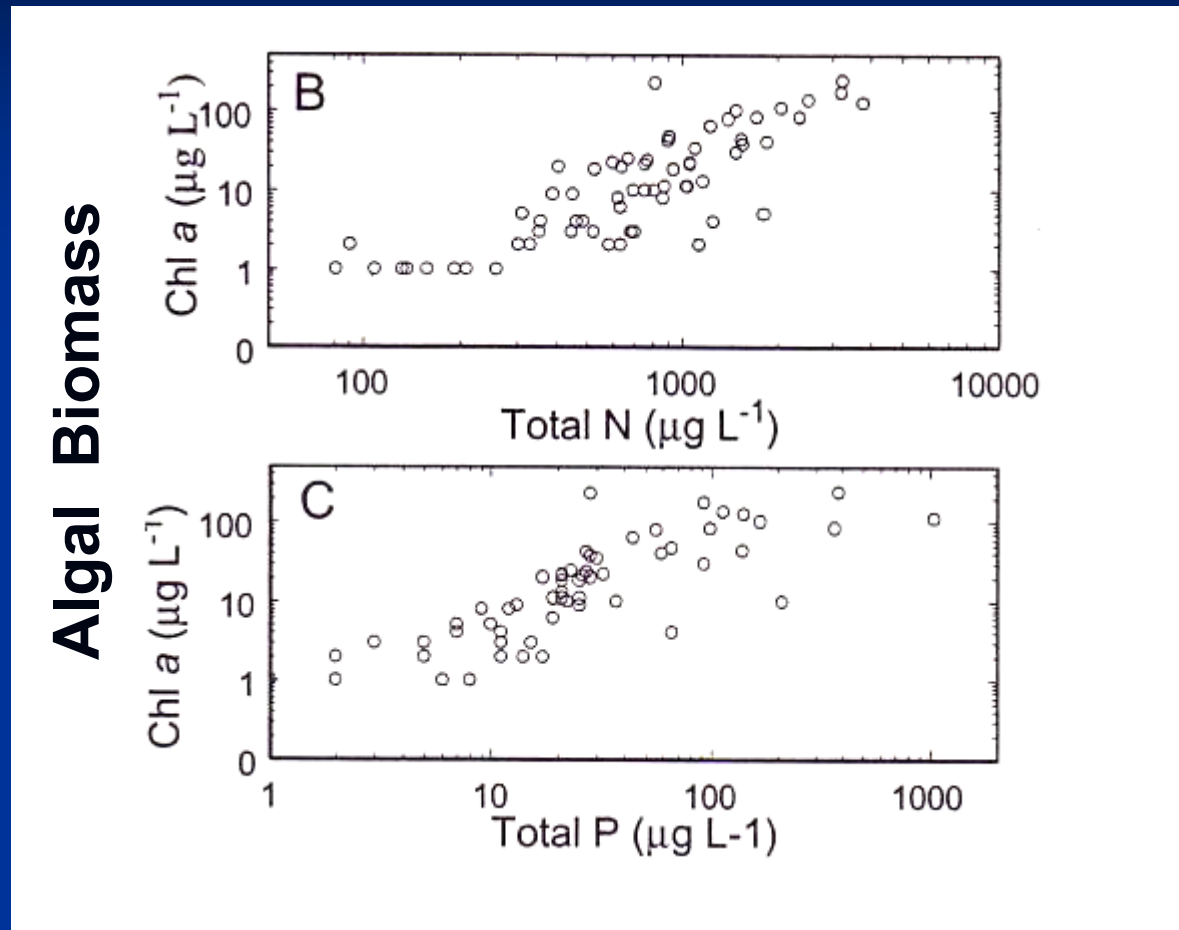 Algal Biomass
B
Chl a (µg L-1)
100
10
1
0
100 1000 10000
Total N (µg L-1)
C
Chl a (µg L-1)
100
10
1
0
1 10 100 1000
Total P (µg L-1)